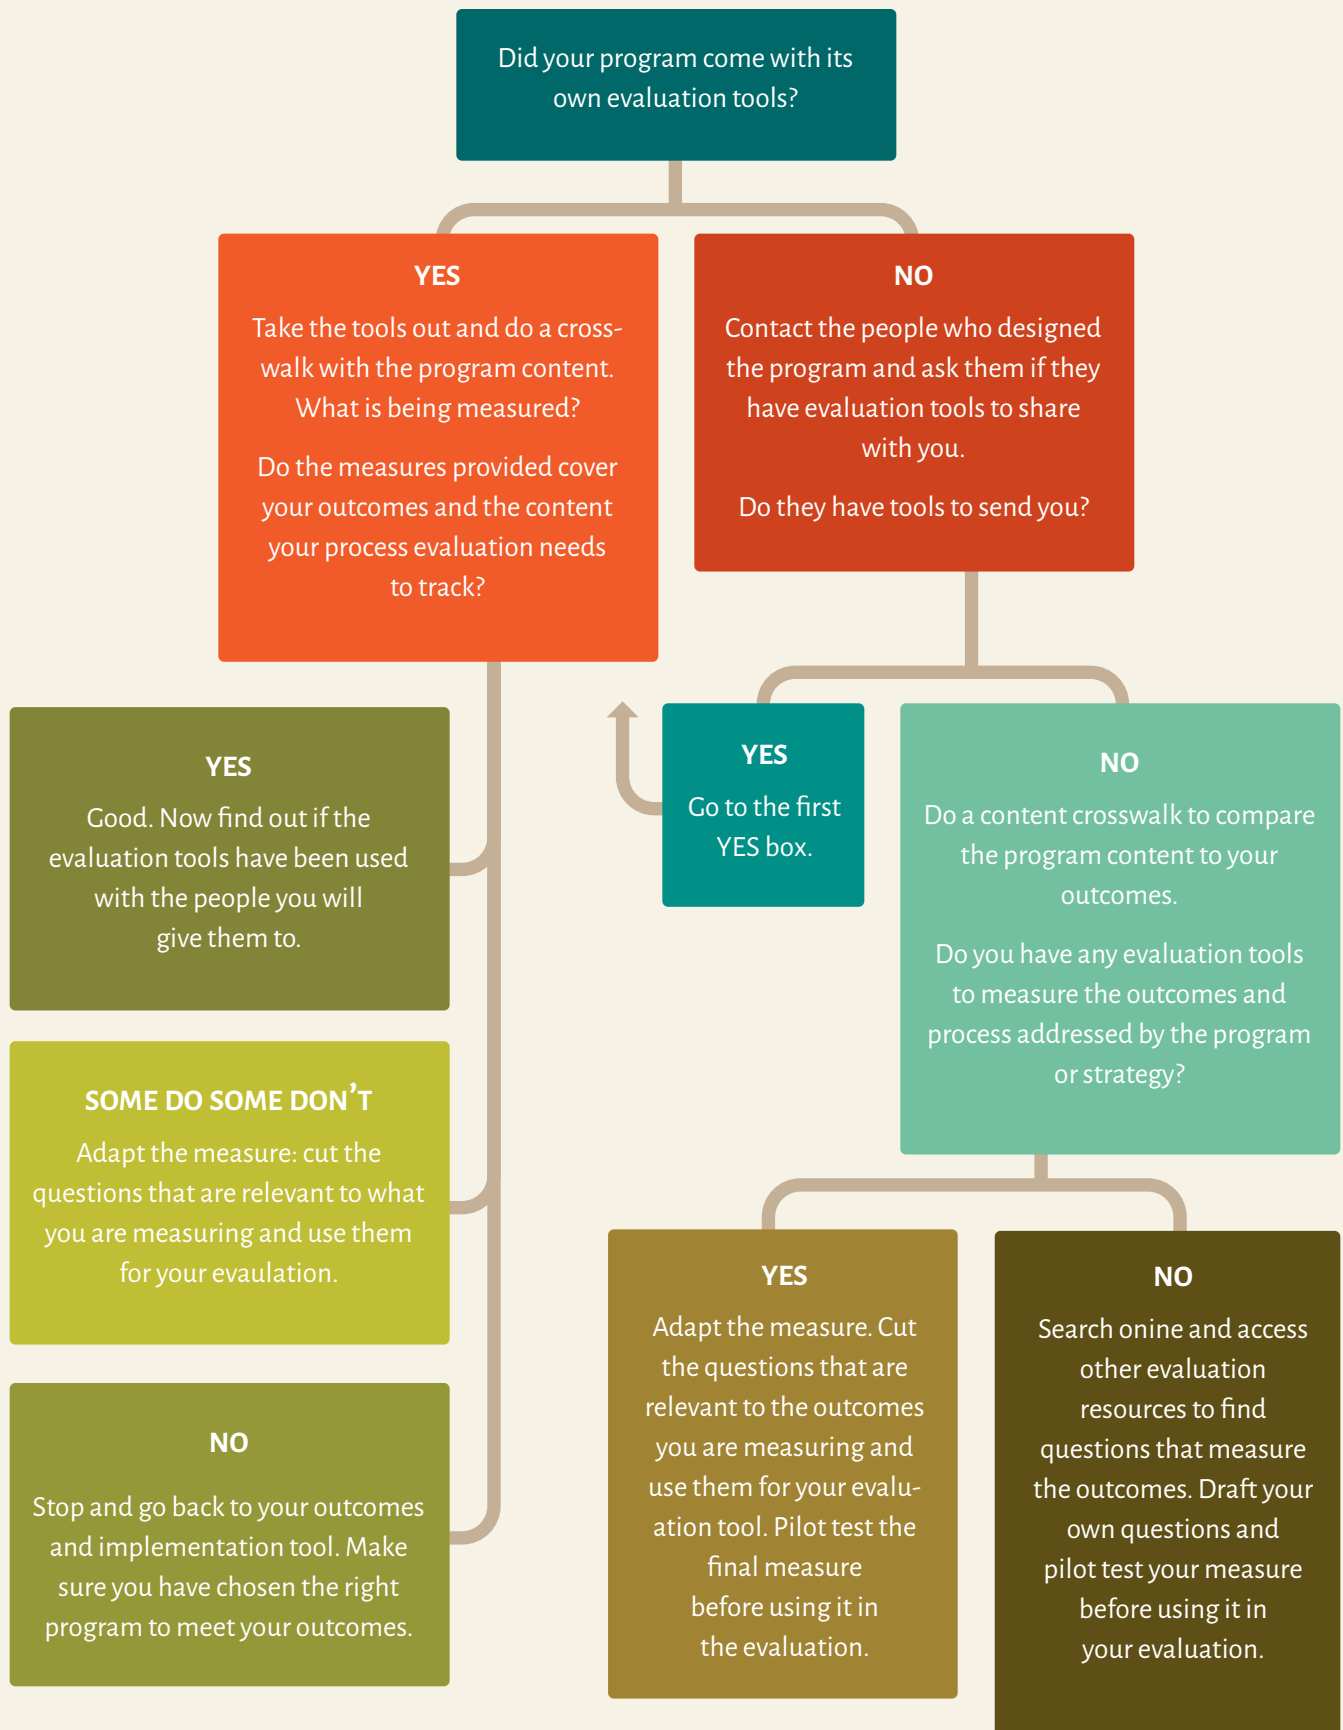 Did your program come with its
own evaluation tools?
YES
Take the tools out and do a cross-
walk with the program content.
What is being measured?
Do the measures provided cover
your outcomes and the content
your process evaluation needs
to track?
NO
Contact the people who designed
the program and ask them if they
have evaluation tools to share
with you.
Do they have tools to send you?
YES
Good. Now find out if the
evaluation tools have been used
with the people you will
give them to.
SOME DO SOME DON'T
Adapt the measure: cut the
questions that are relevant to what
you are measuring and use them
for your evaulation.
NO
Stop and go back to your outcomes
and implementation tool. Make
sure you have chosen the right
program to meet your outcomes.
YES
Go to the first
YES box.
NO
Do a content crosswalk to compare
the program content to your
outcomes.
Do you have any evaluation tools
to measure the outcomes and
process addressed by the program
or strategy?
YES
Adapt the measure. Cut
the questions that are
relevant to the outcomes
you are measuring and
use them for your evalu-
ation tool. Pilot test the
final measure
before using it in
the evaluation.
NO
Search onine and access
other evaluation
resources to find
questions that measure
the outcomes. Draft your
own questions and
pilot test your measure
before using it in
your evaluation.